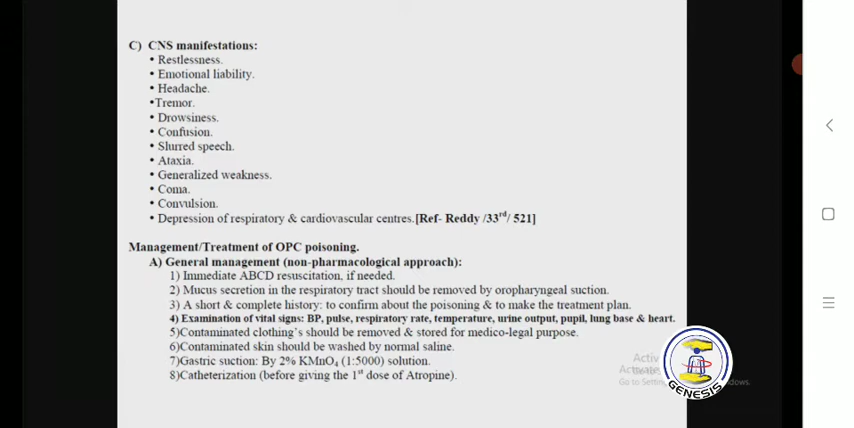 C) CNS manifestations:
• Restlessness.
• Emotional liability.
• Headache.
•Tremor.
• Drowsiness.
• Confusion.
• Slurred speech.
• Ataxia.
• Generalized weakness.
• Coma.
• Convulsion.
• Depression of respiratory & cardiovascular centres.[Ref- Reddy /33rd/ 521]
Management/Treatment of OPC poisoning.
A) General management (non-pharmacological approach):
1) Immediate ABCD resuscitation, if needed.
2) Mucus secretion in the respiratory tract should be removed by oropharyngeal suction.
3) A short & complete history: to confirm about the poisoning & to make the treatment plan.
4) Examination of vital signs: BP, pulse, respiratory rate, temperature, urine output, pupil, lung base & heart.
5)Contaminated clothing's should be removed & stored for medico-legal purpose.
6)Contaminated skin should be washed by normal saline.
7)Gastric suction: By 2% KMnO4 (1:5000) solution.
8)Catheterization (before giving the 1st dose of Atropine).
Activ
Activate
Go to Setti
GENESIS